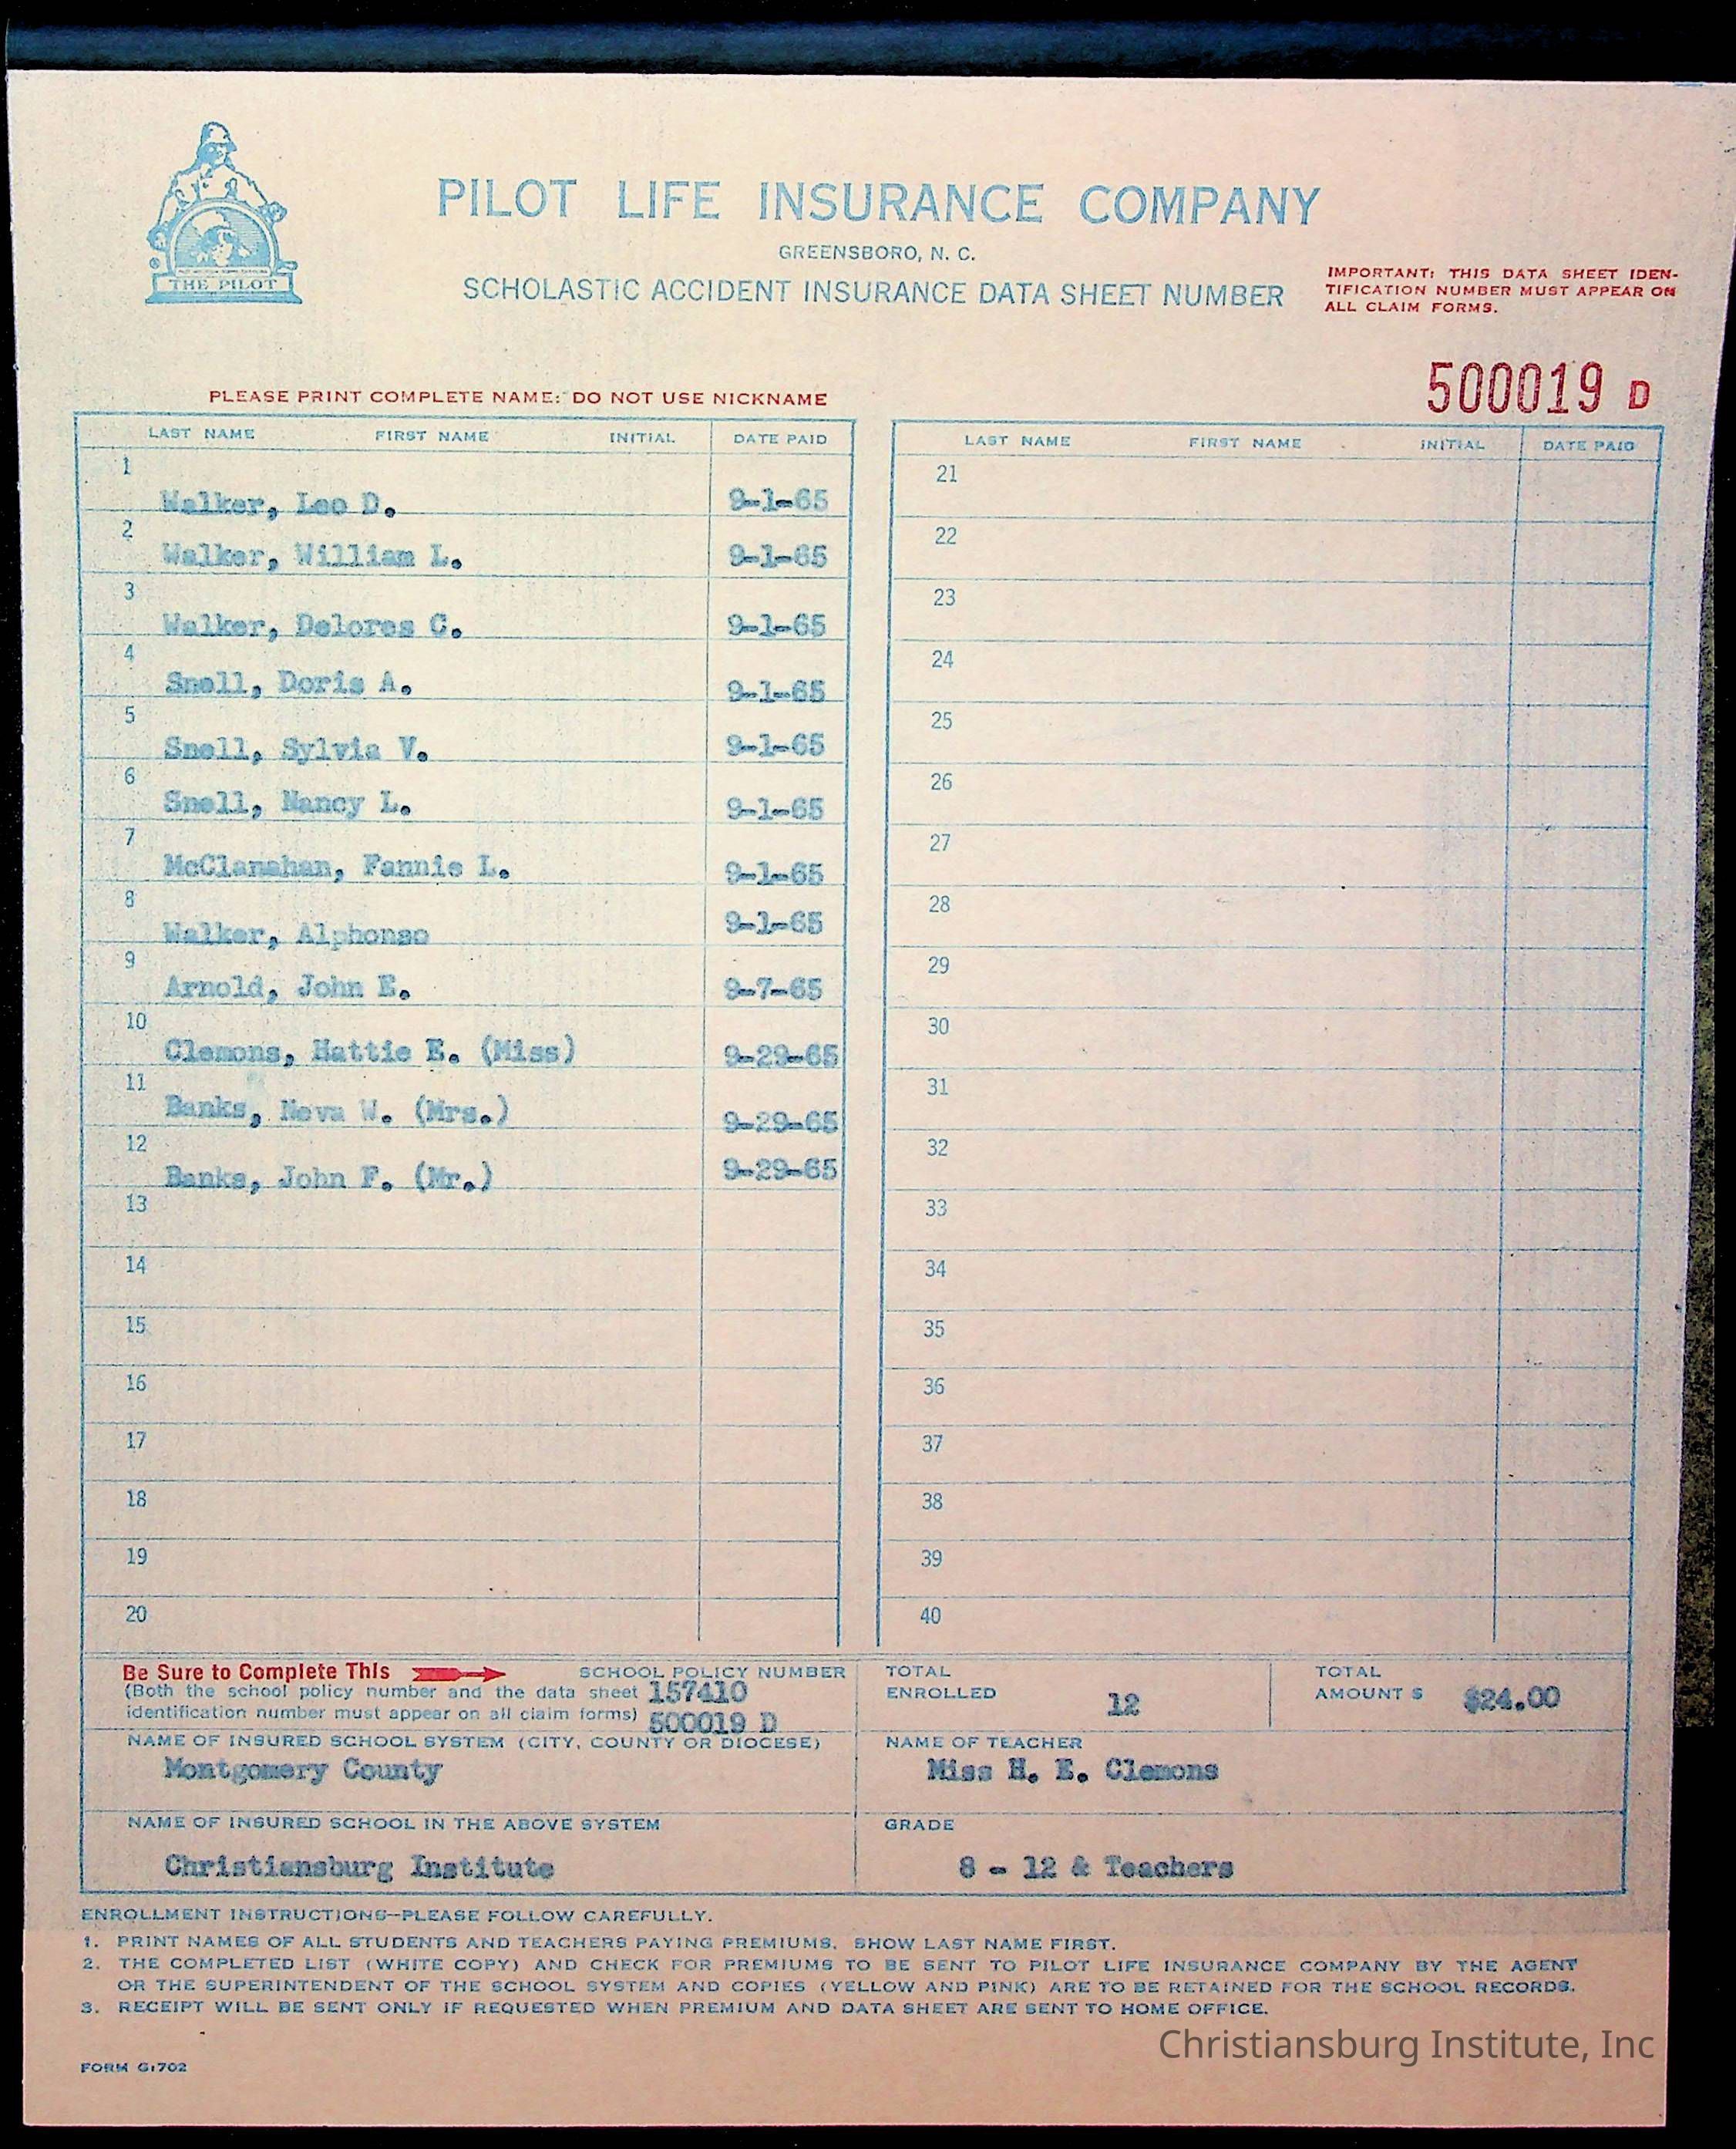 THE PILOT
PILOT LIFE INSURANCE COMPANY
GREENSBORO, N. C.
SCHOLASTIC ACCIDENT INSURANCE DATA SHEET NUMBER
IMPORTANT: THIS DATA SHEET IDEN-
TIFICATION NUMBER MUST APPEAR ON
ALL CLAIM FORMS.
500019 D
PLEASE PRINT COMPLETE NAME: DO NOT USE NICKNAME
LAST NAME FIRST NAME INITIAL DATE PAID
1 Walker, Leo D. 9-1-65
2 Walker, William L. 9-1-65
3 Walker, Delores C. 9-1-65
4 Snell, Doris A. 9-1-65
5 Snell, Sylvia V. 9-1-65
6 Snell, Nancy L. 9-1-65
7 McClanahan, Fannie L. 9-1-65
8 Walker, Alphonso 9-1-65
9 Arnold, John E. 9-7-65
10 Clemons, Hattie E. (Miss) 9-29-65
11 Banks, Neva W. (Mrs.) 9-29-65
12 Banks, John F. (Mr.) 9-29-65
13
14
15
16
17
18
19
20
LAST NAME FIRST NAME INITIAL DATE PAID
21
22
23
24
25
26
27
28
29
30
31
32
33
34
35
36
37
38
39
40
Be Sure to Complete This SCHOOL POLICY NUMBER
(Both the school policy number and the data sheet 157410
identification number must appear on all claim forms) 500019 D
TOTAL
ENROLLED 12
TOTAL
AMOUNT $ $24.00
NAME OF INSURED SCHOOL SYSTEM (CITY, COUNTY OR DIOCESE)
Montgomery County
NAME OF TEACHER
Miss H. E. Clemons
NAME OF INSURED SCHOOL IN THE ABOVE SYSTEM
Christiansburg Institute
GRADE
8 - 12 & Teachers
ENROLLMENT INSTRUCTIONS--PLEASE FOLLOW CAREFULLY.
1. PRINT NAMES OF ALL STUDENTS AND TEACHERS PAYING PREMIUMS. SHOW LAST NAME FIRST.
2. THE COMPLETED LIST (WHITE COPY) AND CHECK FOR PREMIUMS TO BE SENT TO PILOT LIFE INSURANCE COMPANY BY THE AGENT
OR THE SUPERINTENDENT OF THE SCHOOL SYSTEM AND COPIES (YELLOW AND PINK) ARE TO BE RETAINED FOR THE SCHOOL RECORDS.
3. RECEIPT WILL BE SENT ONLY IF REQUESTED WHEN PREMIUM AND DATA SHEET ARE SENT TO HOME OFFICE.
Christiansburg Institute, Inc
FORM G:702